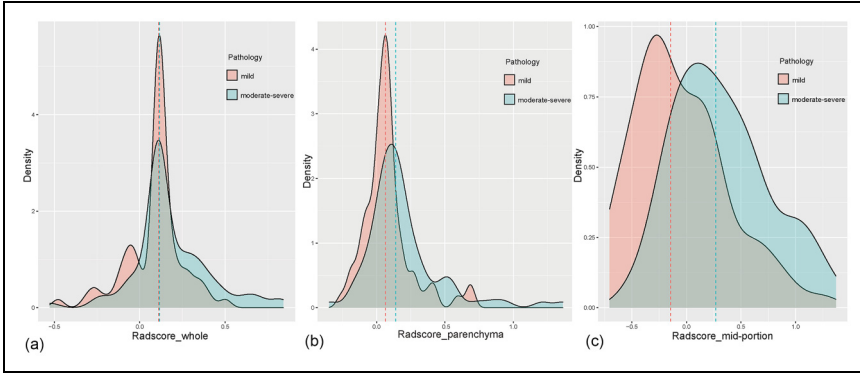 Pathology
mild
moderate-severe
Density
4
2
0
-0.5
0.0
0.5
Radscore_whole
(a)
Pathology
mild
moderate-severe
Density
4
3
2
1
0
0.0
0.5
1.0
Radscore_parenchyma
(b)
Pathology
mild
moderate-severe
Density
1.00
0.75
0.50
0.25
0.00
-0.5
0.0
0.5
1.0
Radscore_mid-portion
(c)